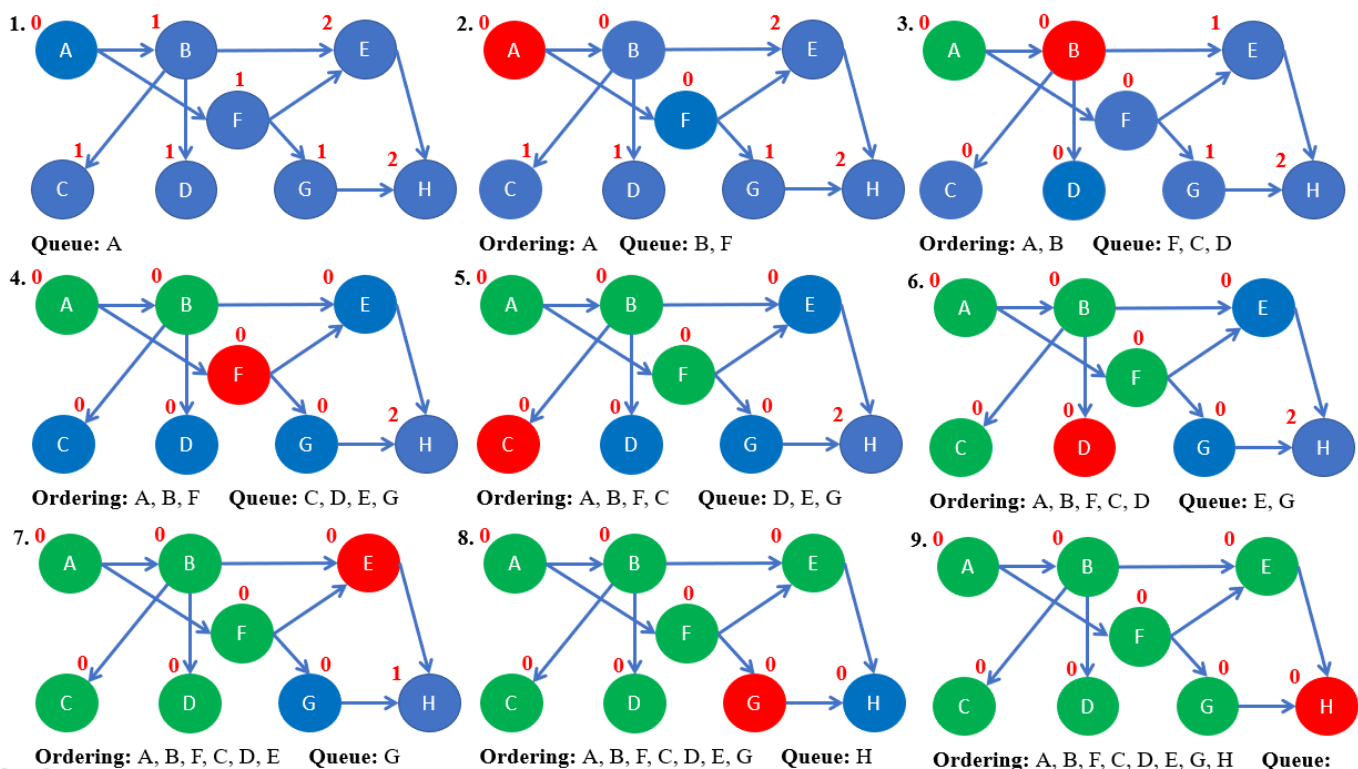 1. 0 1 2 2. 0 0 2 3. 0 0 1
A B E A B E A B E
1 0 0
F F F
1 1 1 2 1 1 1 2 0 0 1 2
C D G H C D G H C D G H
Queue: A Ordering: A Queue: B, F Ordering: A, B Queue: F, C, D
4. 0 0 0 5. 0 0 0 6. 0 0 0
A B E A B E A B E
0 0 0
F F F
0 0 0 2 0 0 0 2 0 0 0 2
C D G H C D G H C D G H
Ordering: A, B, F Queue: C, D, E, G Ordering: A, B, F, C Queue: D, E, G Ordering: A, B, F, C, D Queue: E, G
7. 0 0 0 8. 0 0 0 9. 0 0 0
A B E A B E A B E
0 0 0
F F F
0 0 0 1 0 0 0 0 0 0 0 0
C D G H C D G H C D G H
Ordering: A, B, F, C, D, E Queue: G Ordering: A, B, F, C, D, E, G Queue: H Ordering: A, B, F, C, D, E, G, H Queue: